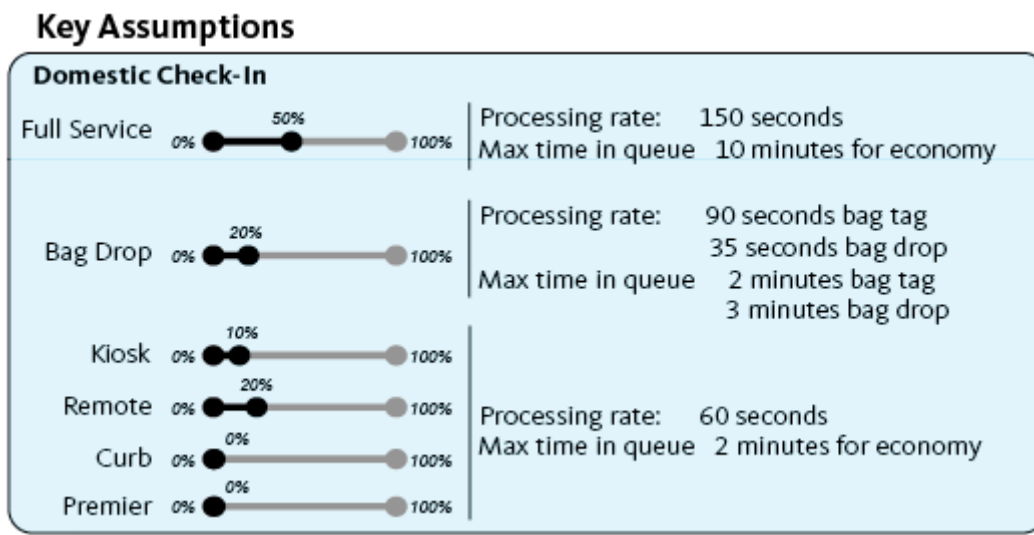 Key Assumptions
Domestic Check-In
50%
Full Service 0% 100%
Processing rate: 150 seconds
Max time in queue 10 minutes for economy
20%
Bag Drop 0% 100%
Processing rate: 90 seconds bag tag
35 seconds bag drop
Max time in queue 2 minutes bag tag
3 minutes bag drop
10%
Kiosk 0% 100%
20%
Remote 0% 100%
0%
Curb 0% 100%
0%
Premier 0% 100%
Processing rate: 60 seconds
Max time in queue 2 minutes for economy